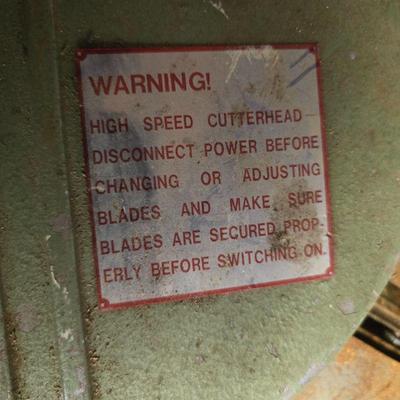 WARNING!
HIGH SPEED CUTTERHEAD—
DISCONNECT POWER BEFORE
CHANGING OR ADJUSTING
BLADES AND MAKE SURE
BLADES ARE SECURED PROP-
ERLY BEFORE SWITCHING ON.